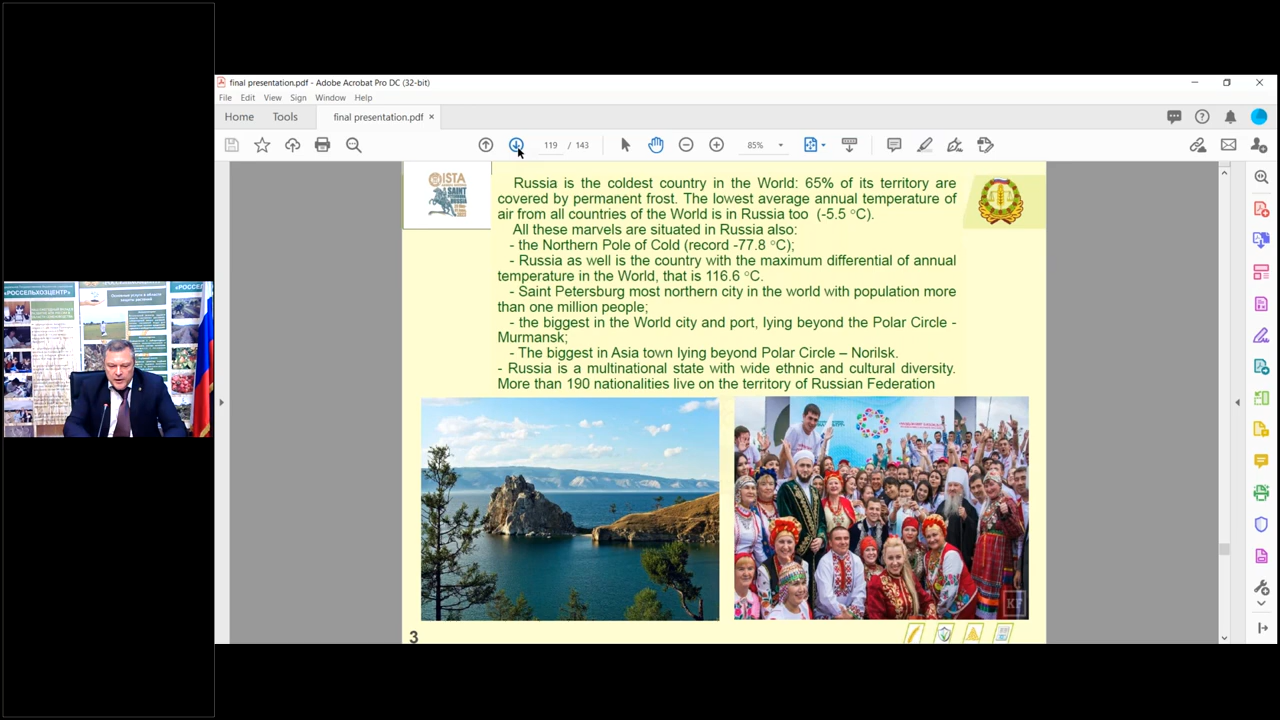 final presentation.pdf - Adobe Acrobat Pro DC (32-bit)
File Edit View Sign Window Help
Home Tools final presentation.pdf
119 / 143 85%
ISTA
SAINT
PETERSBURG
RUSSIA
Russia is the coldest country in the World: 65% of its territory are
covered by permanent frost. The lowest average annual temperature of
air from all countries of the World is in Russia too (-5.5 °C).
All these marvels are situated in Russia also:
- the Northern Pole of Cold (record -77.8 °C);
- Russia as well is the country with the maximum differential of annual
temperature in the World, that is 116.6 °C.
- Saint Petersburg most northern city in the world with population more
than one million people;
- the biggest in the World city and port, lying beyond the Polar Circle -
Murmansk;
- The biggest in Asia town lying beyond Polar Circle – Norilsk.
- Russia is a multinational state with wide ethnic and cultural diversity.
More than 190 nationalities live on the territory of Russian Federation
3
«РОССЕЛЬХОЗЦЕНТР»